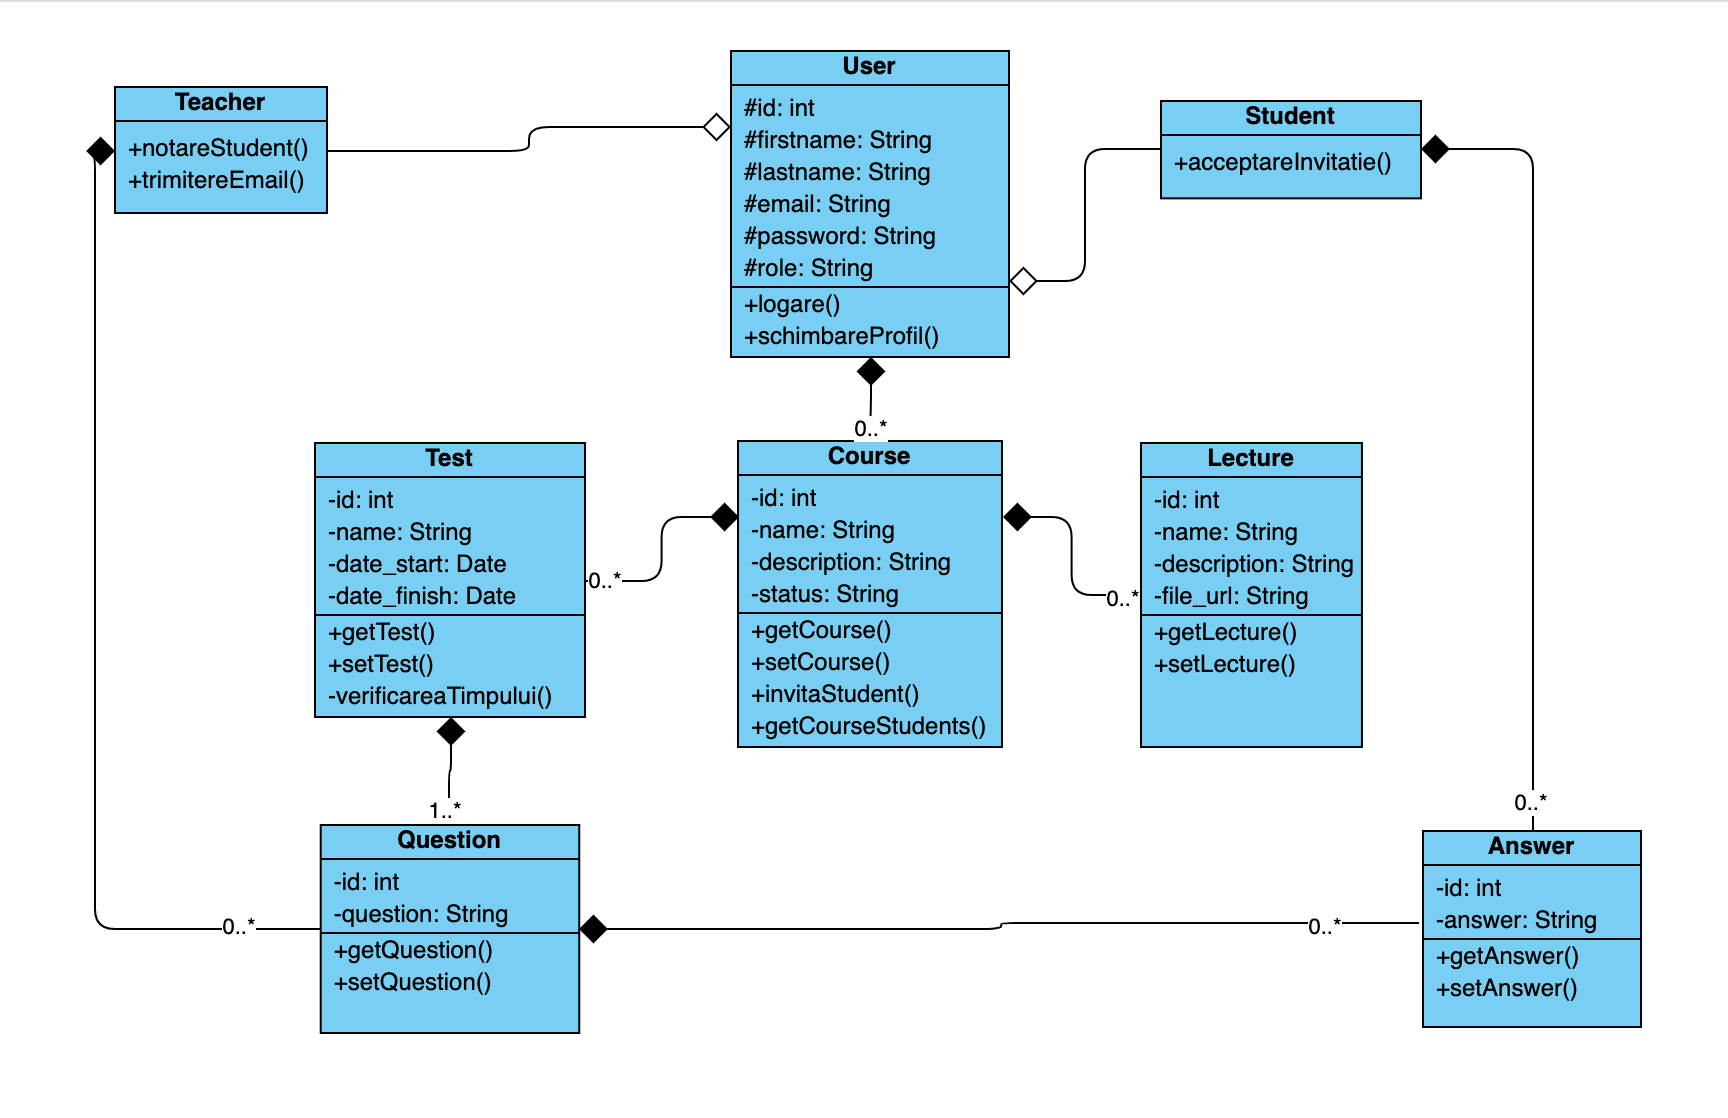 User
#id: int
#firstname: String
#lastname: String
#email: String
#password: String
#role: String
+logare()
+schimbareProfil()
Teacher
+notareStudent()
+trimitereEmail()
Student
+acceptareInvitatie()
0..*
Test
-id: int
-name: String
-date_start: Date
-date_finish: Date
+getTest()
+setTest()
-verificareaTimpului()
0..*
Course
-id: int
-name: String
-description: String
-status: String
+getCourse()
+setCourse()
+invitaStudent()
+getCourseStudents()
0..*
Lecture
-id: int
-name: String
-description: String
-file_url: String
+getLecture()
+setLecture()
1..*
0..*
Question
-id: int
-question: String
+getQuestion()
+setQuestion()
0..*
0..*
Answer
-id: int
-answer: String
+getAnswer()
+setAnswer()